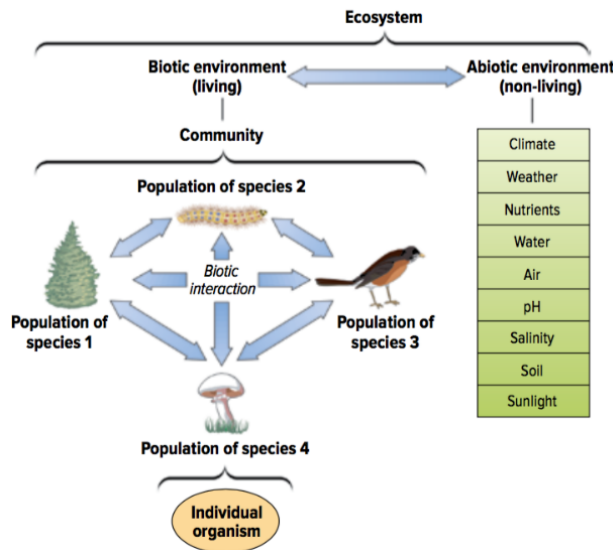 Ecosystem
Biotic environment
(living)
Abiotic environment
(non-living)
Community
Population of species 2
Biotic
interaction
Population of
species 1
Population of
species 3
Population of species 4
Individual
organism
Climate
Weather
Nutrients
Water
Air
pH
Salinity
Soil
Sunlight